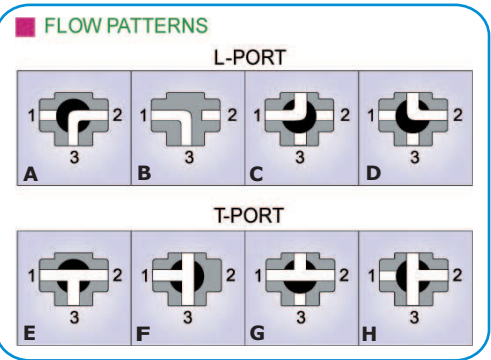 FLOW PATTERNS
L-PORT
1 2 1 2 1 2 1 2
3 3 3 3
A B C D
T-PORT
1 2 1 2 1 2 1 2
3 3 3 3
E F G H